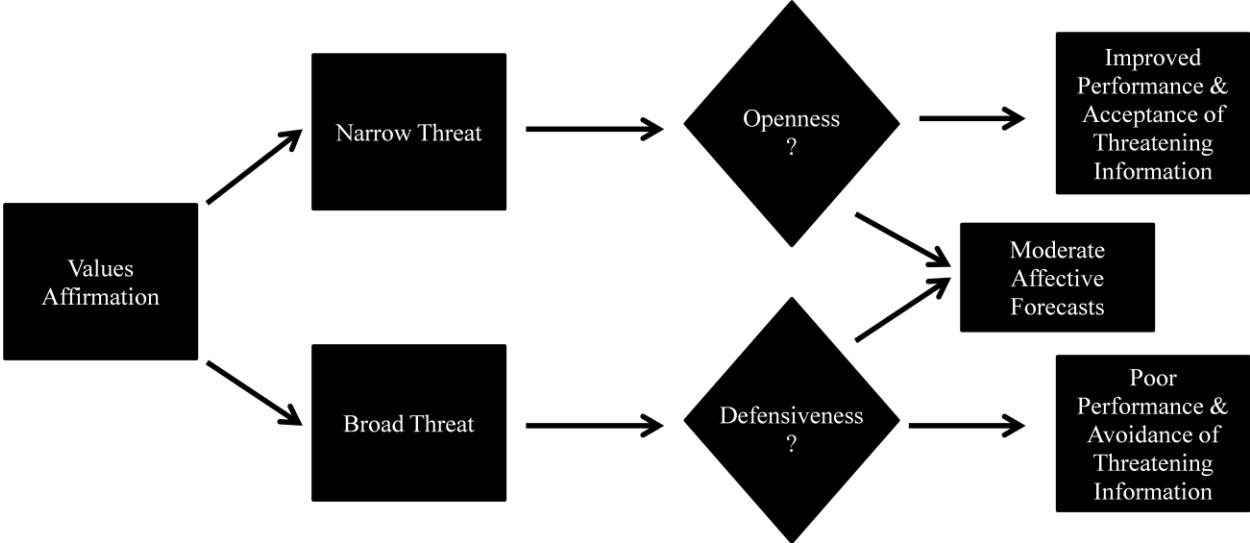 Values
Affirmation
Narrow Threat
Broad Threat
Openness
?
Defensiveness
?
Improved
Performance &
Acceptance of
Threatening
Information
Moderate
Affective
Forecasts
Poor
Performance &
Avoidance of
Threatening
Information